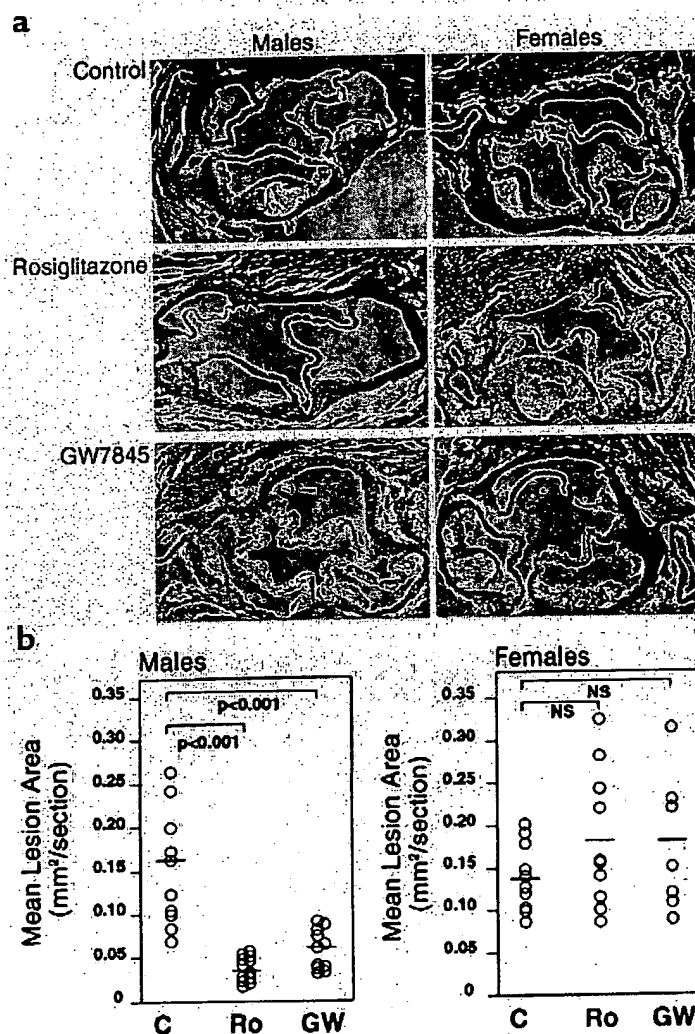 a
Males Females
Control
Rosiglitazone
GW7845
b
Males
Mean Lesion Area
(mm²/section)
0.35
0.30
0.25
0.20
0.15
0.10
0.05
0
p<0.001
p<0.001
C Ro GW
Females
Mean Lesion Area
(mm²/section)
0.35
0.30
0.25
0.20
0.15
0.10
0.05
0.00
NS
NS
C Ro GW